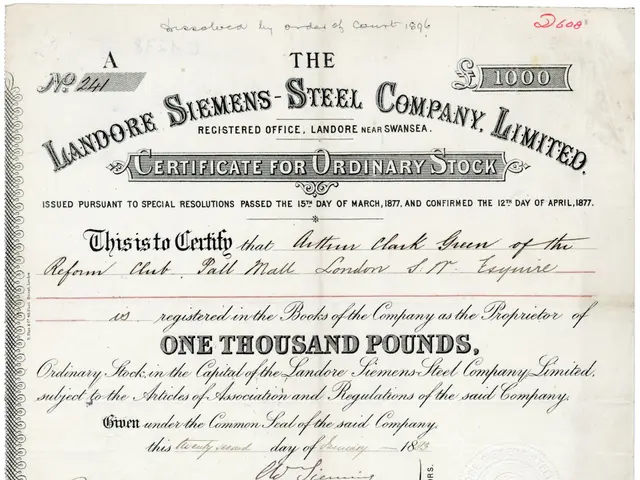 Dissolved by order of Court 1896
D608
A
THE
No 241
£ 1000
LANDORE SIEMENS-STEEL COMPANY, LIMITED.
REGISTERED OFFICE, LANDORE NEAR SWANSEA.
CERTIFICATE FOR ORDINARY STOCK
ISSUED PURSUANT TO SPECIAL RESOLUTIONS PASSED THE 15TH DAY OF MARCH, 1877, AND CONFIRMED THE 12TH DAY OF APRIL, 1877.
This is to Certify that Arthur Clark Green of the
Reform Club Pall Mall London S.W. Esquire
is registered in the Books of the Company as the Proprietor of
ONE THOUSAND POUNDS,
Ordinary Stock, in the Capital of the Landore Siemens-Steel Company, Limited,
subject to the Articles of Association and Regulations of the said Company.
Given under the Common Seal of the said Company,
this twenty second day of January 1883
Siemens